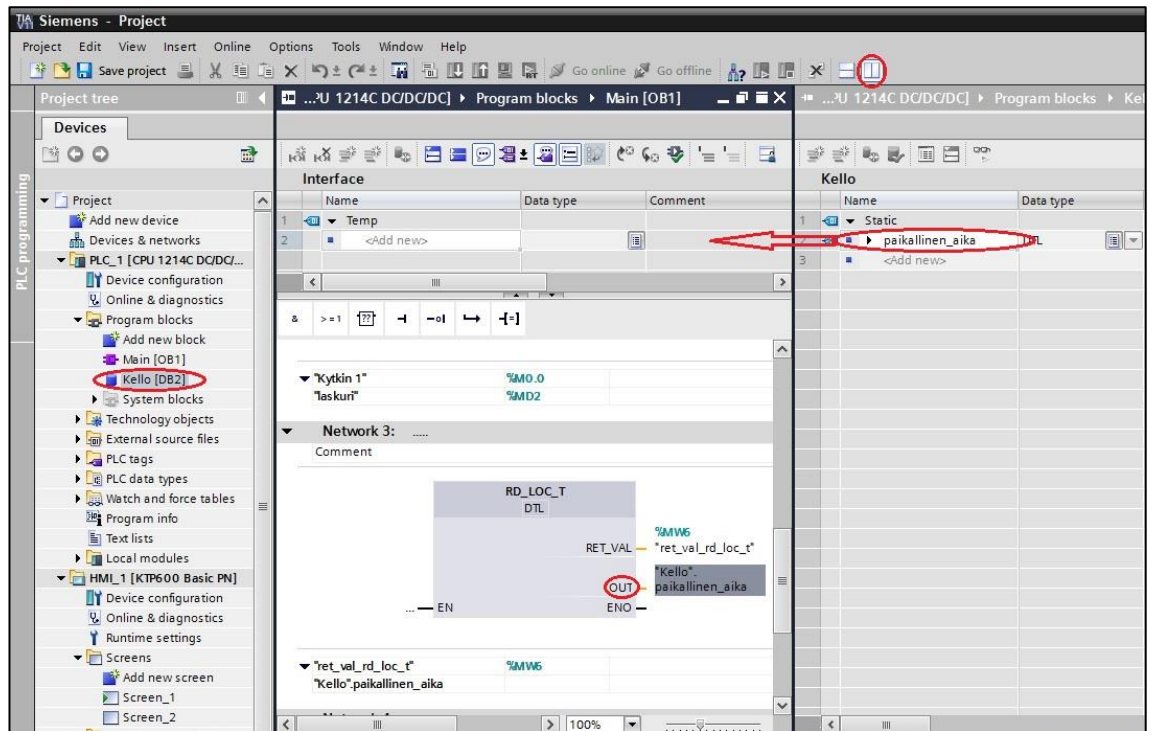 Siemens - Project
Project Edit View Insert Online Options Tools Window Help
Save project
Go online
Go offline
Project tree
...PU 1214C DC/DC/DC] Program blocks Main [OB1]
...PU 1214C DC/DC/DC] Program blocks Kel
Devices
PLC programming
Project
Add new device
Devices & networks
PLC_1 [CPU 1214C DC/DC/...
Device configuration
Online & diagnostics
Program blocks
Add new block
Main [OB1]
Kello [DB2]
System blocks
Technology objects
External source files
PLC tags
PLC data types
Watch and force tables
Program info
Text lists
Local modules
HMI_1 [KTP600 Basic PN]
Device configuration
Online & diagnostics
Runtime settings
Screens
Add new screen
Screen_1
Screen_2
Interface
Name Data type Comment
1 Temp
2 <Add new>
& >=1 ??
"Kytkin 1" %M0.0
"laskuri" %MD2
Network 3: .....
Comment
RD_LOC_T
DTL
%MW6
RET_VAL "ret_val_rd_loc_t"
"Kello".
OUT paikallinen_aika
... EN ENO
"ret_val_rd_loc_t" %MW6
"Kello".paikallinen_aika
100%
Kello
Name Data type
1 Static
2 paikallinen_aika
3 <Add new>